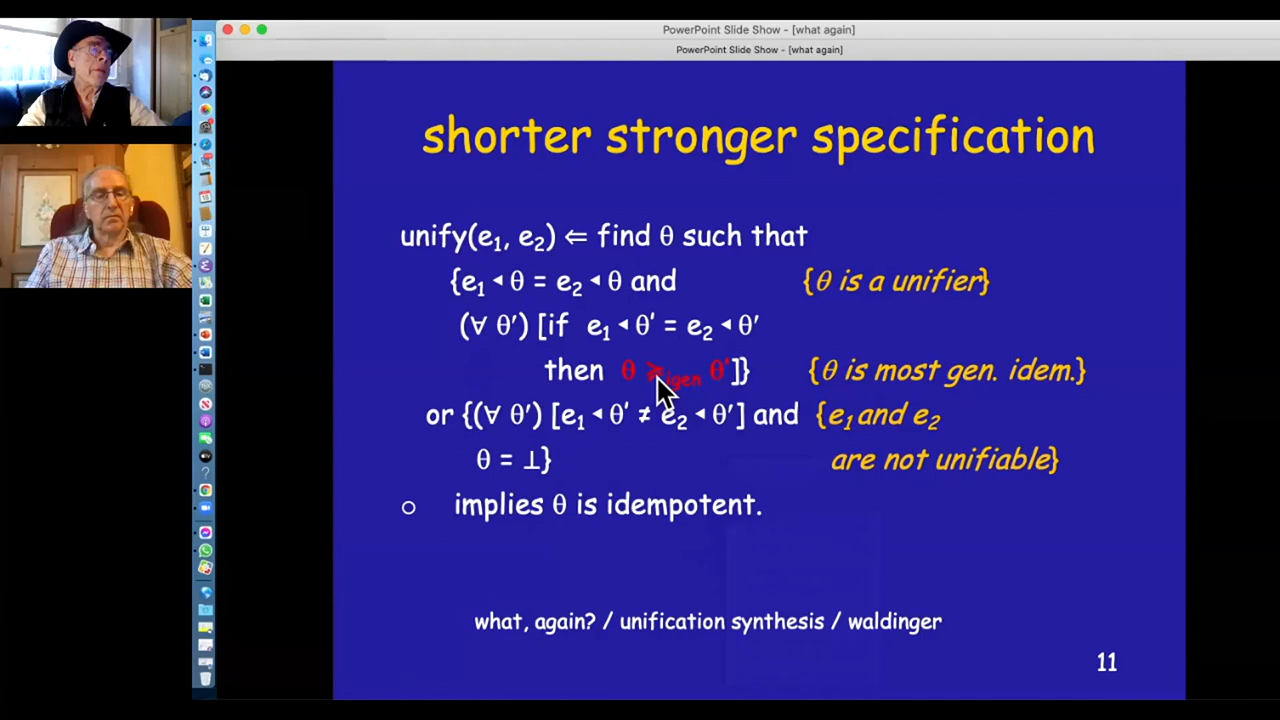 PowerPoint Slide Show - [what again]
PowerPoint Slide Show - [what again]
shorter stronger specification
unify(e₁, e₂) ⇐ find θ such that
{e₁ ◂ θ = e₂ ◂ θ and {θ is a unifier}
(∀ θ′) [if e₁ ◂ θ′ = e₂ ◂ θ′
then θ ≽igen θ′]} {θ is most gen. idem.}
or {(∀ θ′) [e₁ ◂ θ′ ≠ e₂ ◂ θ′] and {e₁ and e₂
θ = ⊥} are not unifiable}
○ implies θ is idempotent.
what, again? / unification synthesis / waldinger
11